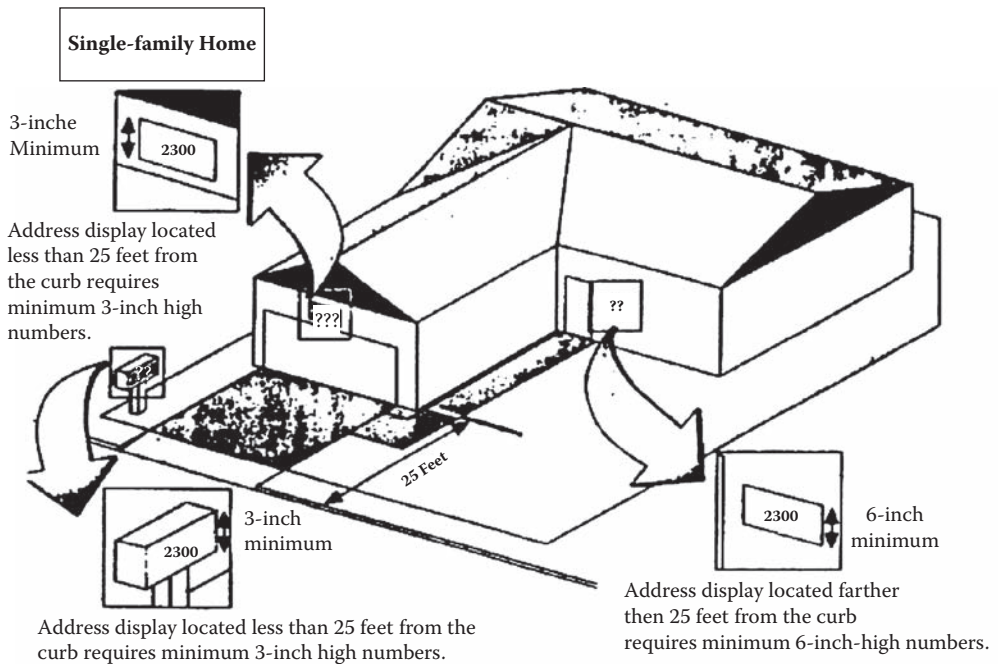 Single-family Home
3-inche
Minimum
2300
Address display located
less than 25 feet from
the curb requires
minimum 3-inch high
numbers.
???
??
??
25 Feet
2300
3-inch
minimum
Address display located less than 25 feet from the
curb requires minimum 3-inch high numbers.
2300
6-inch
minimum
Address display located farther
then 25 feet from the curb
requires minimum 6-inch-high numbers.